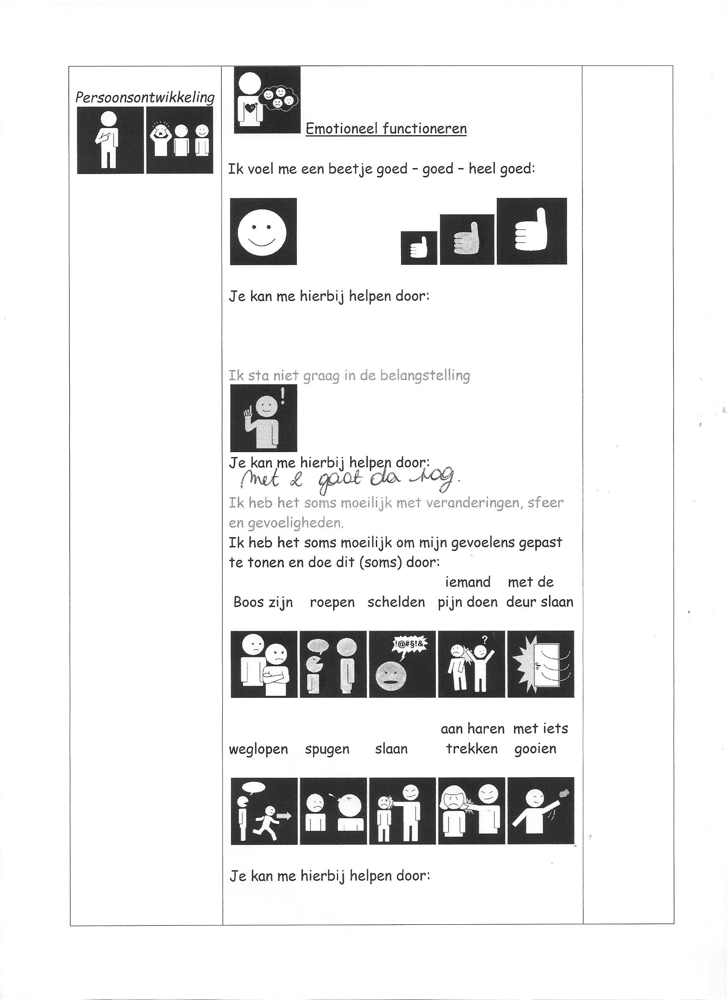 Persoonsontwikkeling
Emotioneel functioneren
Ik voel me een beetje goed – goed – heel goed:
Je kan me hierbij helpen door:
Ik sta niet graag in de belangstelling
!
Je kan me hierbij helpen door:
Met 2 gaat da nog.
Ik heb het soms moeilijk met veranderingen, sfeer
en gevoeligheden.
Ik heb het soms moeilijk om mijn gevoelens gepast
te tonen en doe dit (soms) door:
iemand met de
Boos zijn roepen schelden pijn doen deur slaan
!@#§!& ?
aan haren met iets
weglopen spugen slaan trekken gooien
Je kan me hierbij helpen door: